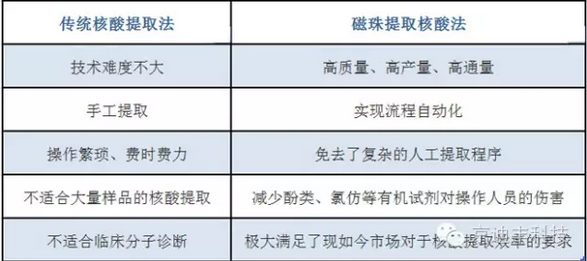 传统核酸提取法 磁珠提取核酸法
技术难度不大 高质量、高产量、高通量
手工提取 实现流程自动化
操作繁琐、费时费力 免去了复杂的人工提取程序
不适合大量样品的核酸提取 减少酚类、氯仿等有机试剂对操作人员的伤害
不适合临床分子诊断 极大满足了现如今市场对于核酸提取效率的要求